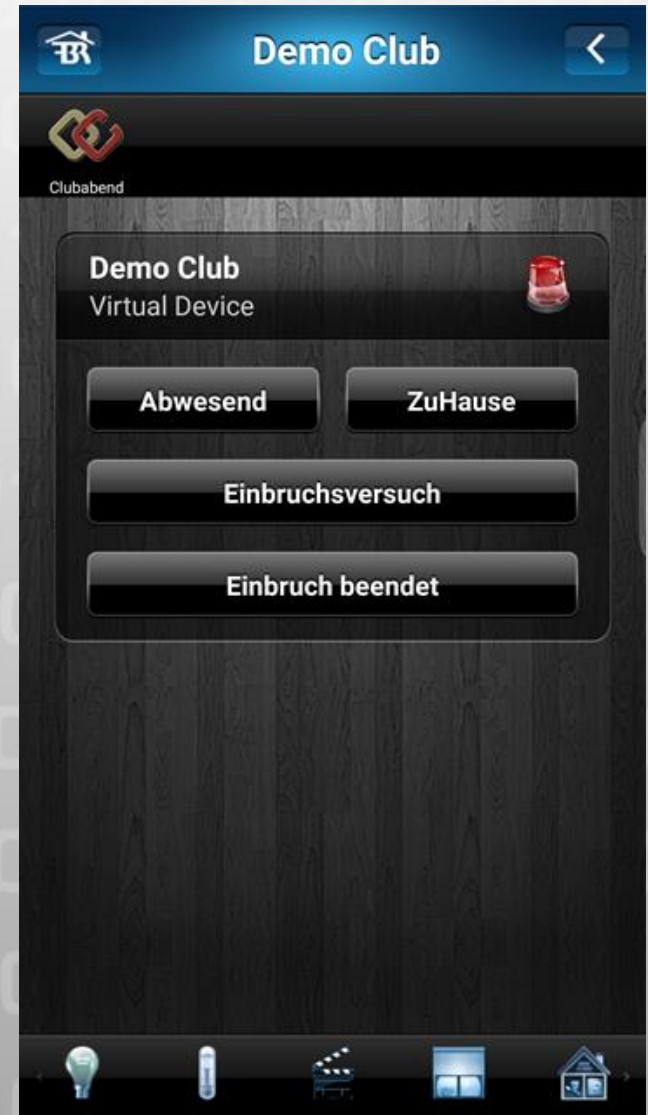 Demo Club
Clubabend
Demo Club
Virtual Device
Abwesend ZuHause
Einbruchsversuch
Einbruch beendet